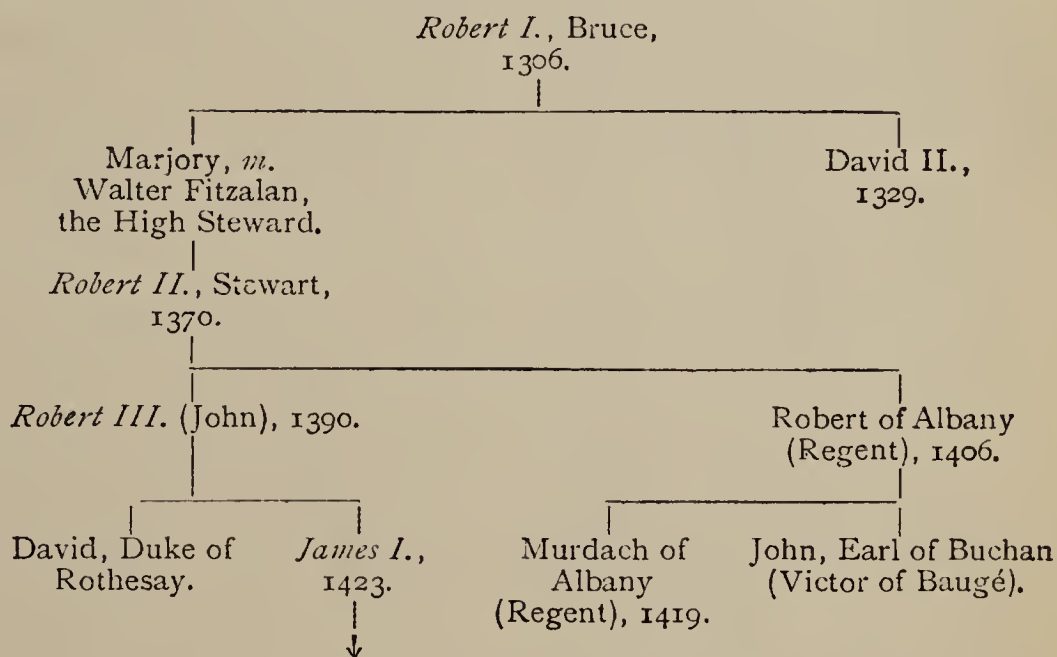 Robert I., Bruce,
1306.
Marjory, m.
Walter Fitzalan,
the High Steward.
David II.,
1329.
Robert II., Stewart,
1370.
Robert III. (John), 1390.
Robert of Albany
(Regent), 1406.
David, Duke of
Rothesay.
James I.,
1423.
Murdach of
Albany
(Regent), 1419.
John, Earl of Buchan
(Victor of Baugé).